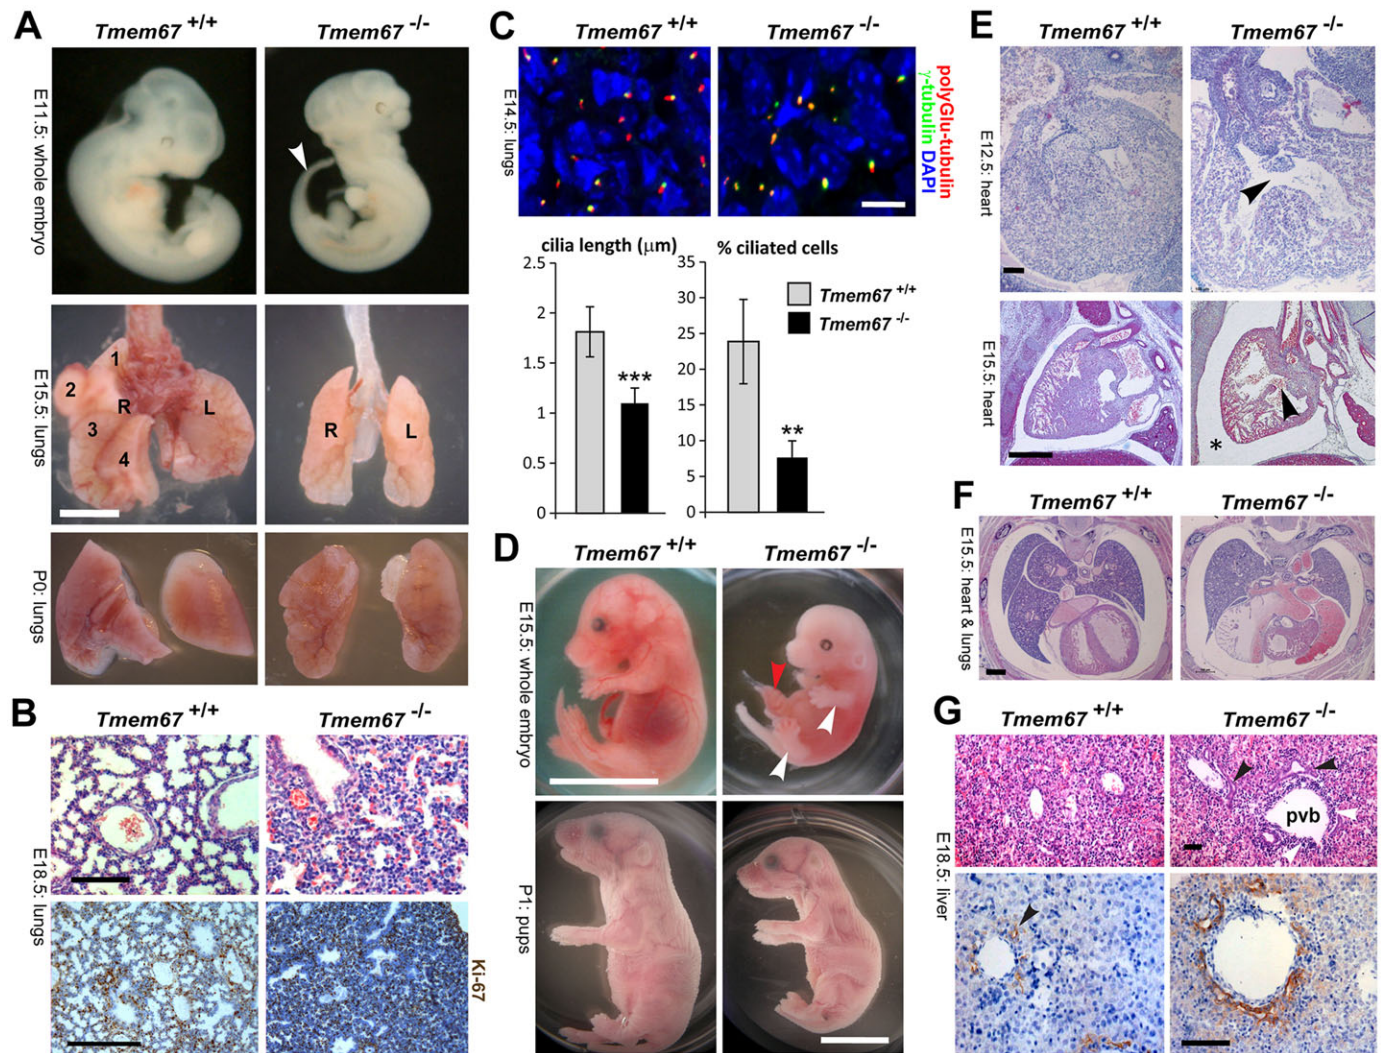 A
Tmem67 +/+
Tmem67 -/-
E11.5: whole embryo
E15.5: lungs
1
2
R
L
3
4
R
L
P0: lungs
B
Tmem67 +/+
Tmem67 -/-
E18.5: lungs
Ki-67
C
Tmem67 +/+
Tmem67 -/-
E14.5: lungs
polyGlu-tubulin
γ-tubulin DAPI
cilia length (μm)
2.5
2
1.5
1
0.5
0
***
% ciliated cells
35
30
25
20
15
10
5
0
**
Tmem67 +/+
Tmem67 -/-
D
Tmem67 +/+
Tmem67 -/-
E15.5: whole embryo
P1: pups
E
Tmem67 +/+
Tmem67 -/-
E12.5: heart
E15.5: heart
*
F
Tmem67 +/+
Tmem67 -/-
E15.5: heart & lungs
G
Tmem67 +/+
Tmem67 -/-
E18.5: liver
pvb